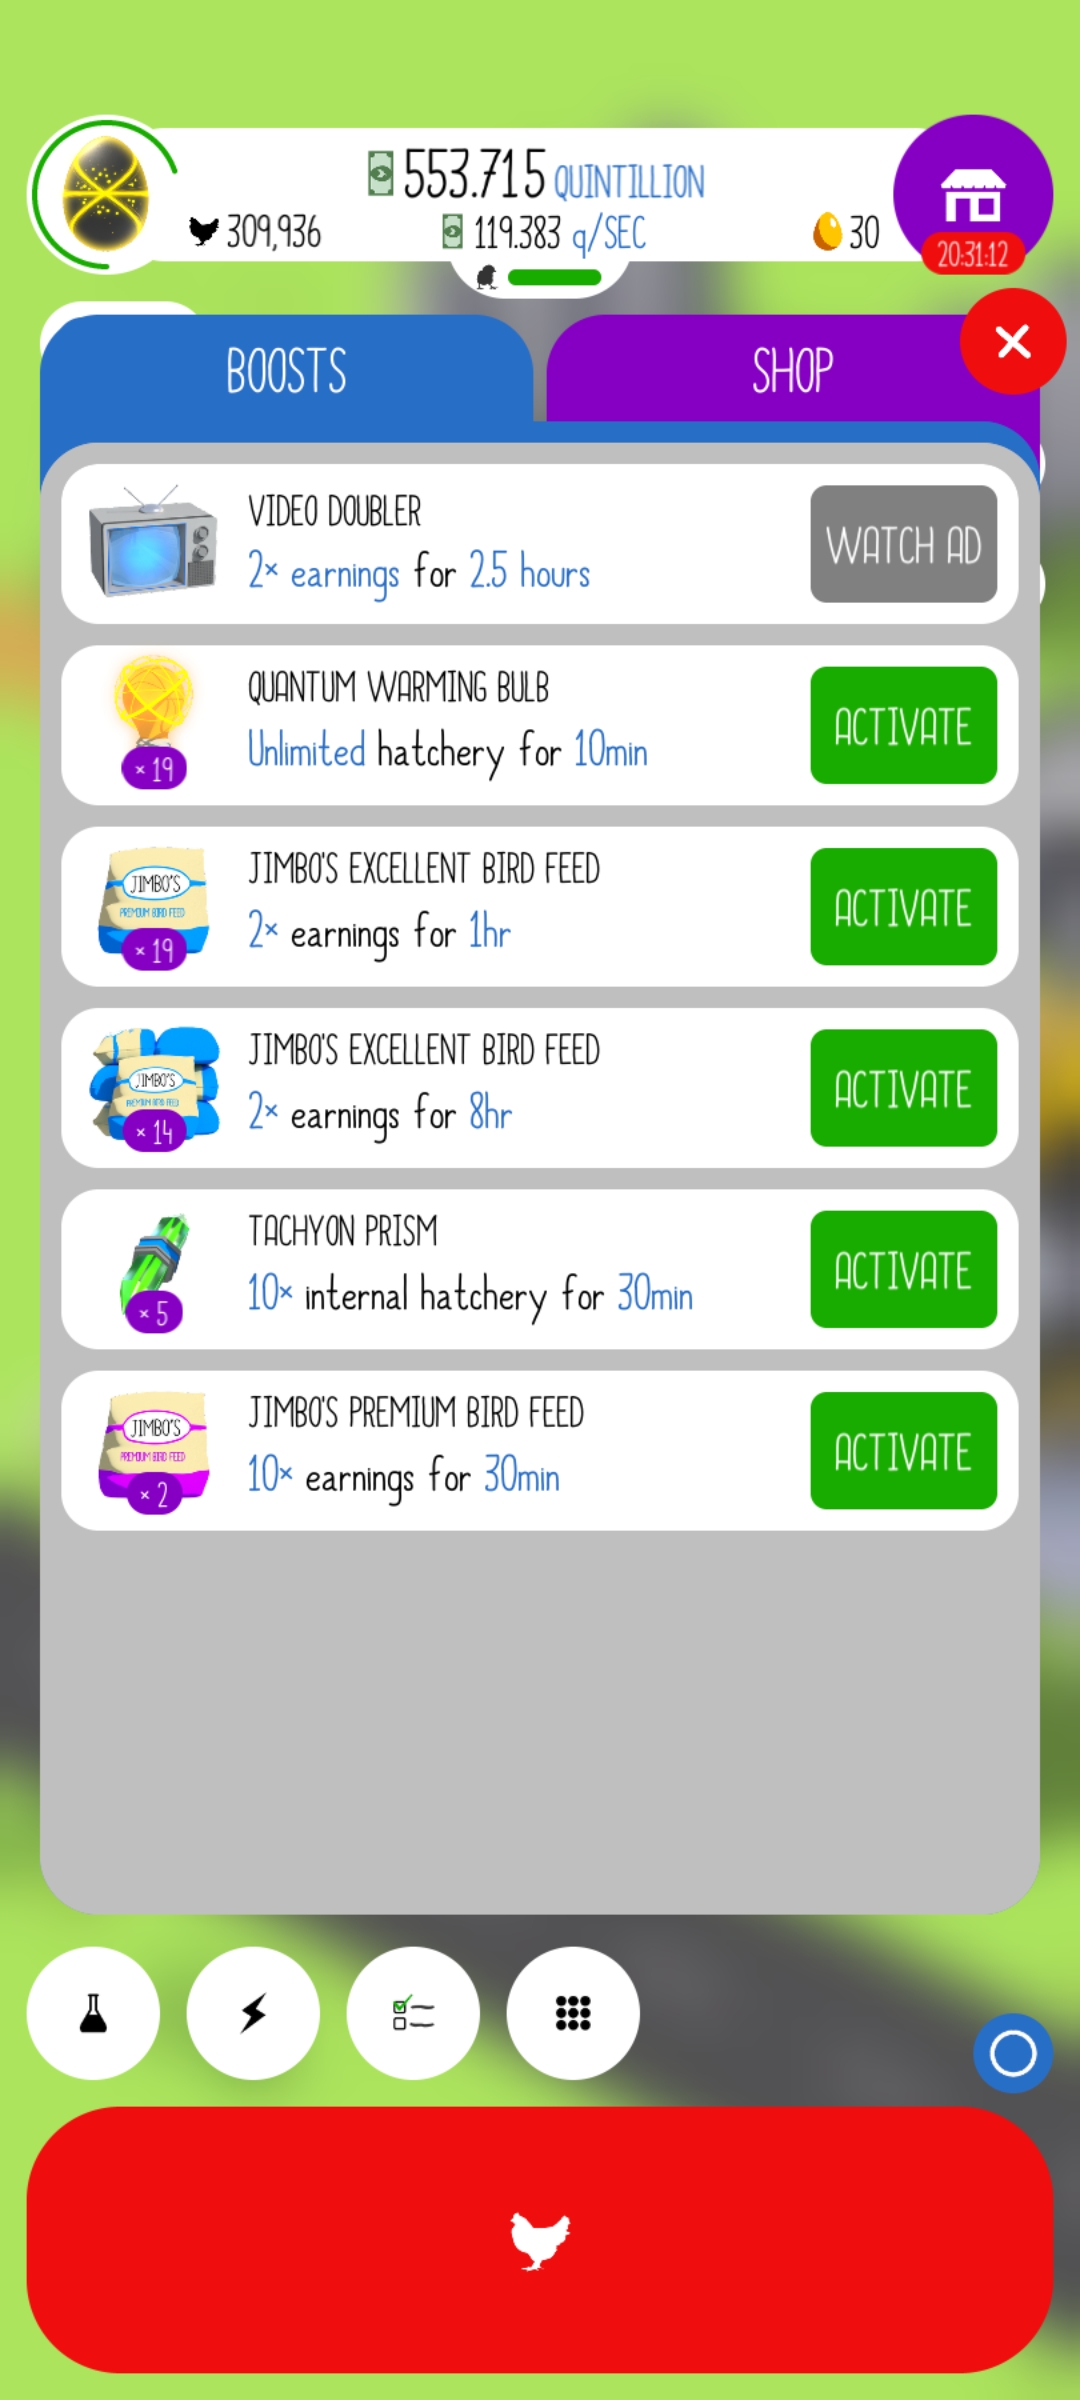 553.715 QUINTILLION
309,936
119.383 q/SEC
30
20:31:12
BOOSTS
SHOP
VIDEO DOUBLER
2× earnings for 2.5 hours
WATCH AD
QUANTUM WARMING BULB
Unlimited hatchery for 10min
× 19
ACTIVATE
JIMBO'S
PREMIUM BIRD FEED
× 19
JIMBO'S EXCELLENT BIRD FEED
2× earnings for 1hr
ACTIVATE
JIMBO'S
PREMIUM BIRD FEED
× 14
JIMBO'S EXCELLENT BIRD FEED
2× earnings for 8hr
ACTIVATE
× 5
TACHYON PRISM
10× internal hatchery for 30min
ACTIVATE
JIMBO'S
PREMIUM BIRD FEED
× 2
JIMBO'S PREMIUM BIRD FEED
10× earnings for 30min
ACTIVATE